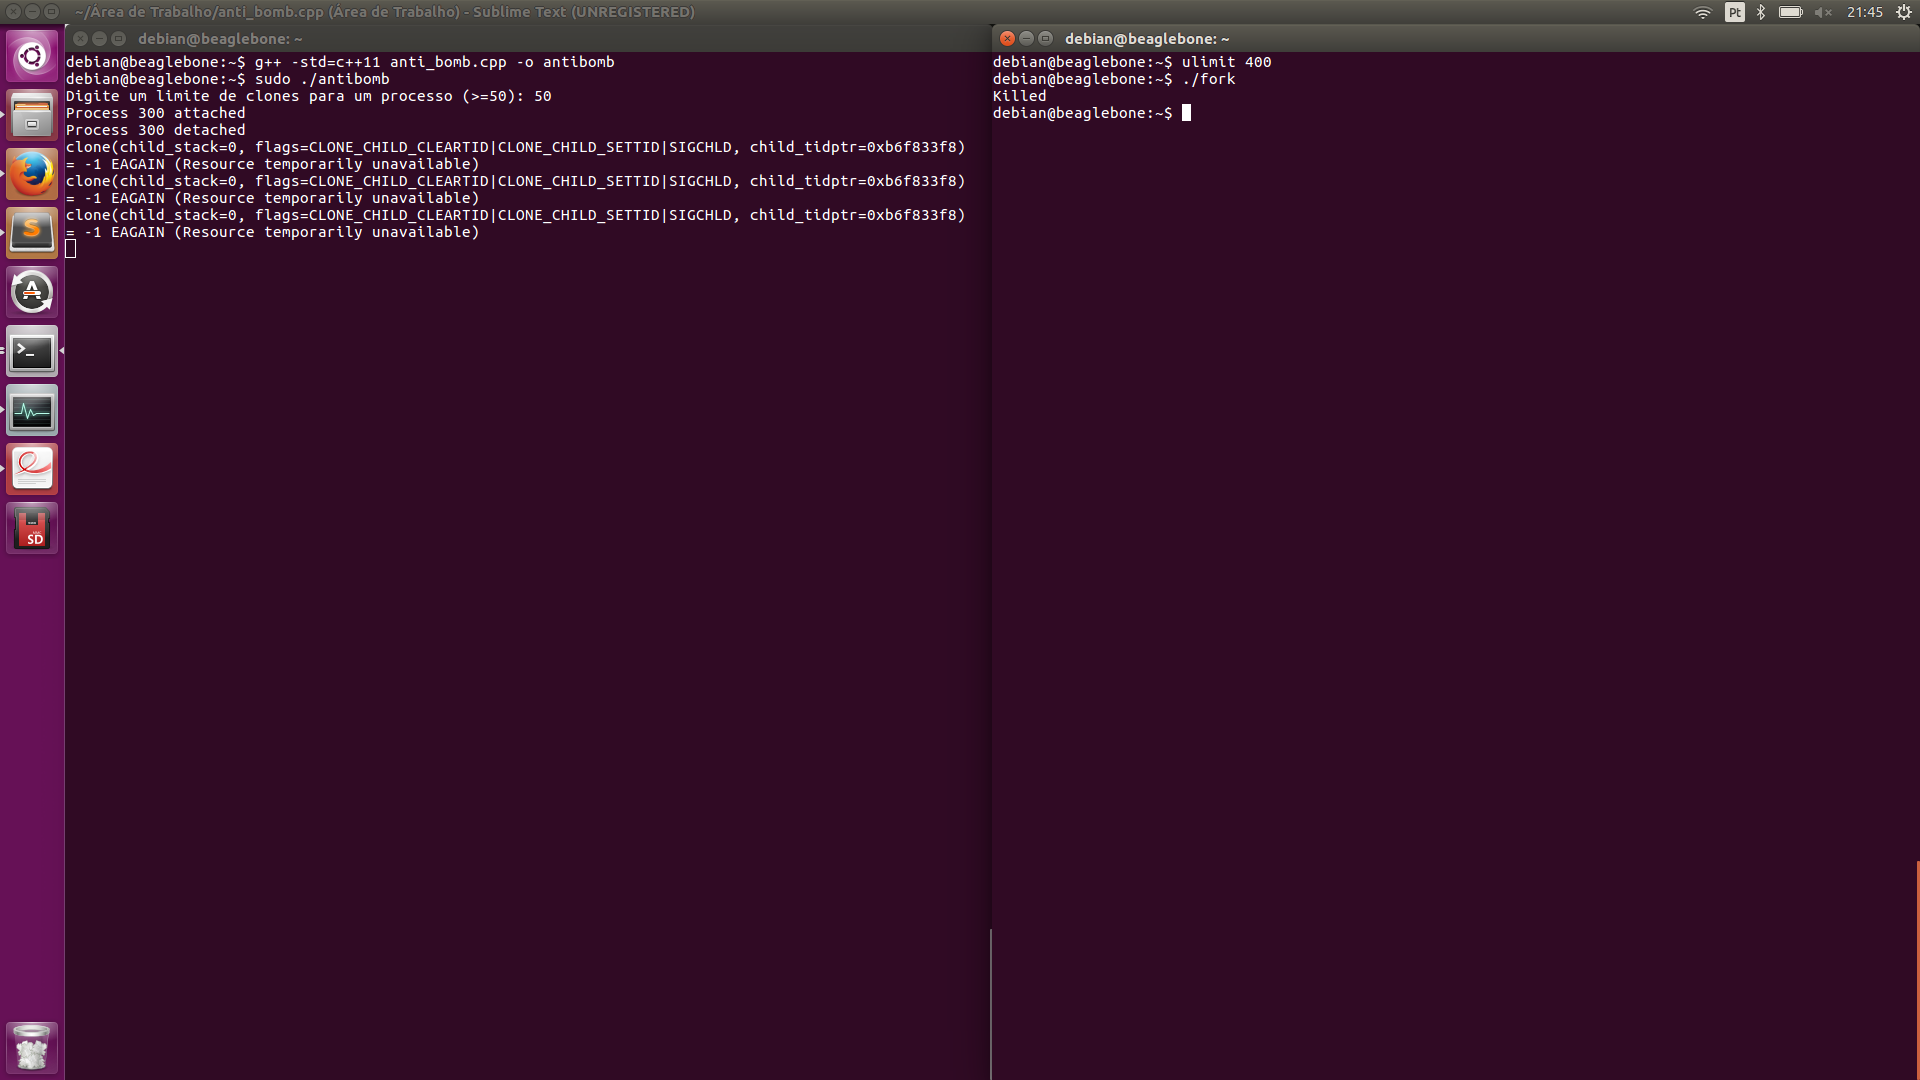 ~/Área de Trabalho/anti_bomb.cpp (Área de Trabalho) - Sublime Text (UNREGISTERED)
Pt
21:45
debian@beaglebone: ~
debian@beaglebone:~$ g++ -std=c++11 anti_bomb.cpp -o antibomb
debian@beaglebone:~$ sudo ./antibomb
Digite um limite de clones para um processo (>=50): 50
Process 300 attached
Process 300 detached
clone(child_stack=0, flags=CLONE_CHILD_CLEARTID|CLONE_CHILD_SETTID|SIGCHLD, child_tidptr=0xb6f833f8)
= -1 EAGAIN (Resource temporarily unavailable)
clone(child_stack=0, flags=CLONE_CHILD_CLEARTID|CLONE_CHILD_SETTID|SIGCHLD, child_tidptr=0xb6f833f8)
= -1 EAGAIN (Resource temporarily unavailable)
clone(child_stack=0, flags=CLONE_CHILD_CLEARTID|CLONE_CHILD_SETTID|SIGCHLD, child_tidptr=0xb6f833f8)
= -1 EAGAIN (Resource temporarily unavailable)
debian@beaglebone: ~
debian@beaglebone:~$ ulimit 400
debian@beaglebone:~$ ./fork
Killed
debian@beaglebone:~$
S
A
>_
SD